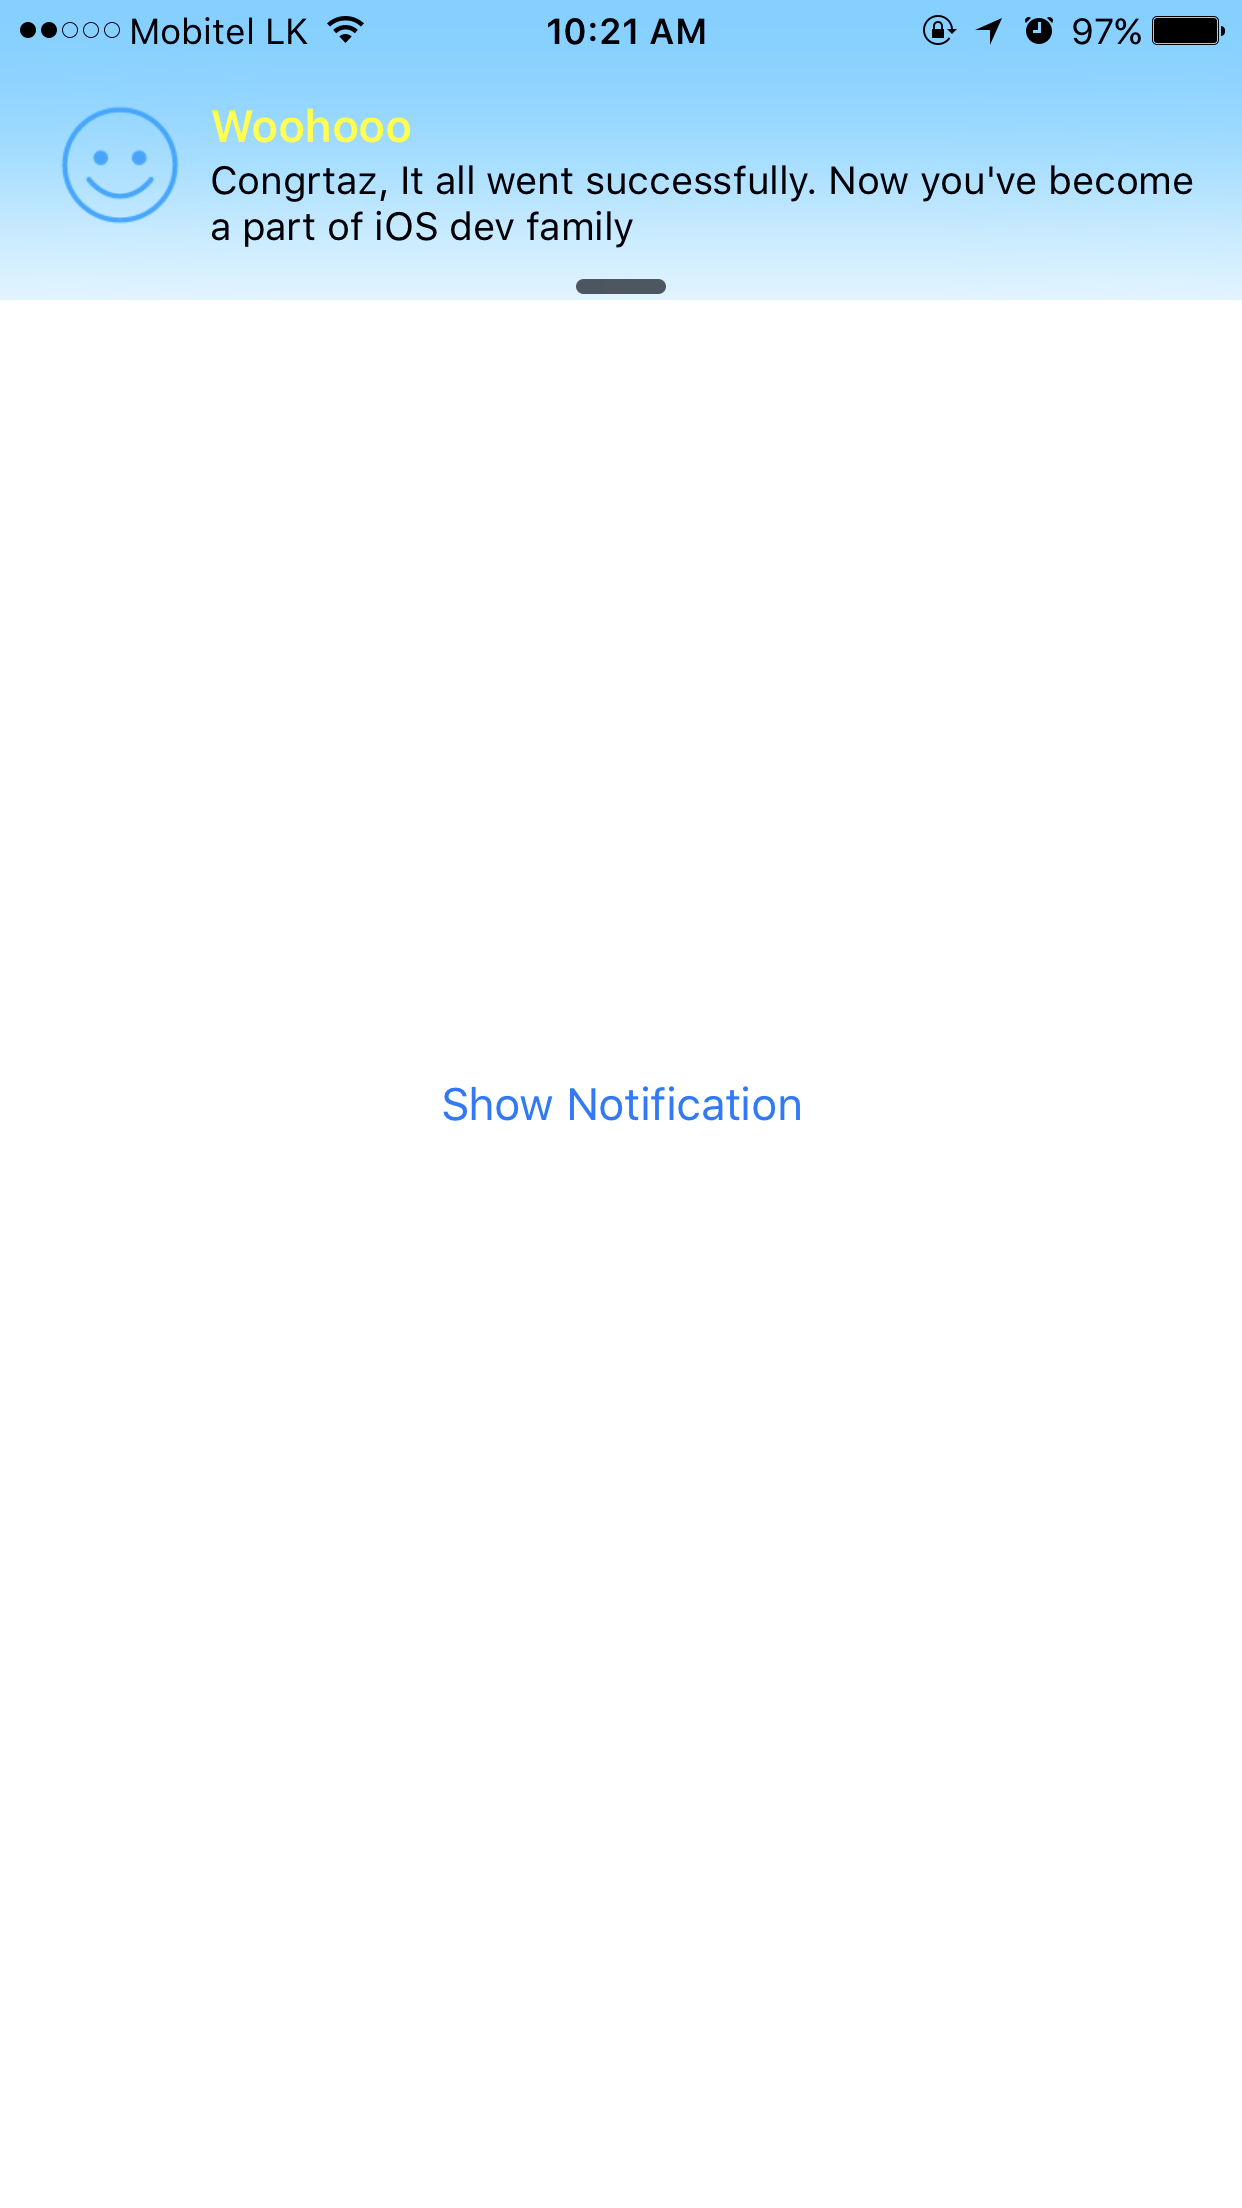 Mobitel LK 10:21 AM 97%
Woohooo
Congrtaz, It all went successfully. Now you've become
a part of iOS dev family
Show Notification